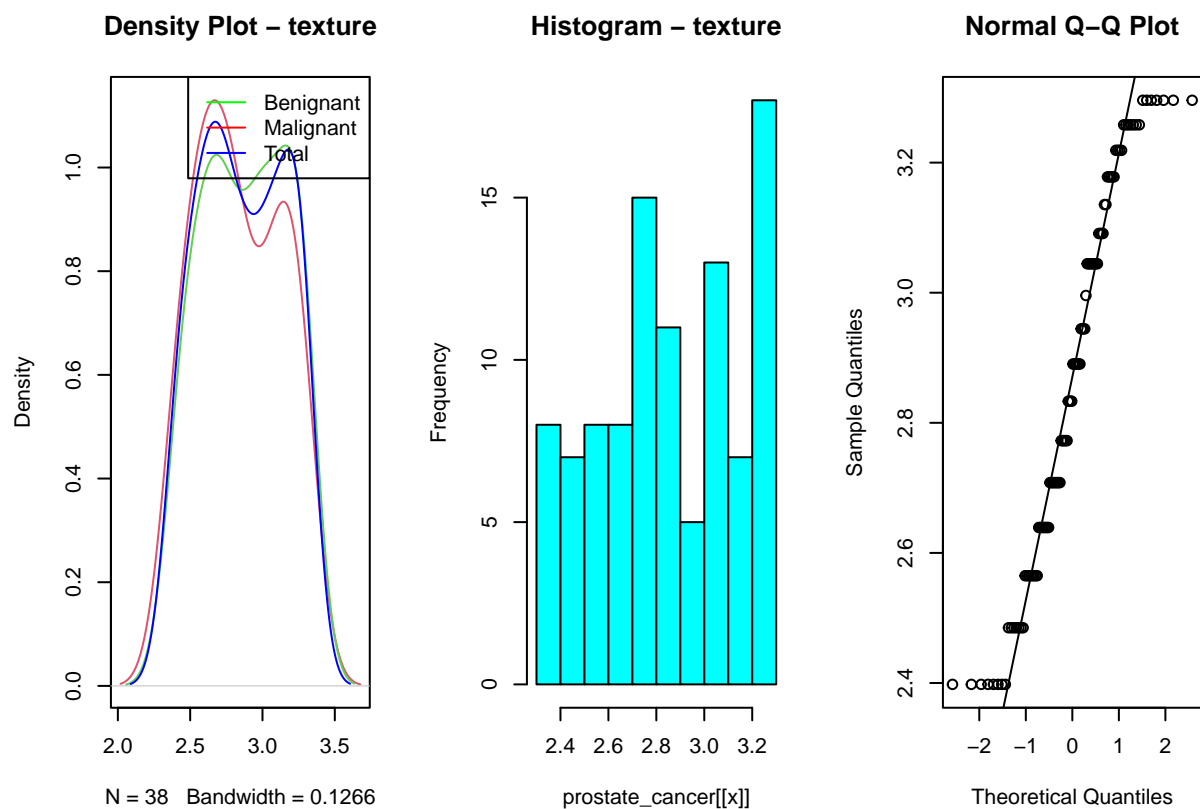 Density Plot – texture
Benignant
Malignant
Total
Density
0.0
0.2
0.4
0.6
0.8
1.0
2.0
2.5
3.0
3.5
N = 38   Bandwidth = 0.1266
Histogram – texture
Frequency
0
5
10
15
2.4
2.6
2.8
3.0
3.2
prostate_cancer[[x]]
Normal Q−Q Plot
Sample Quantiles
2.4
2.6
2.8
3.0
3.2
−2
−1
0
1
2
Theoretical Quantiles